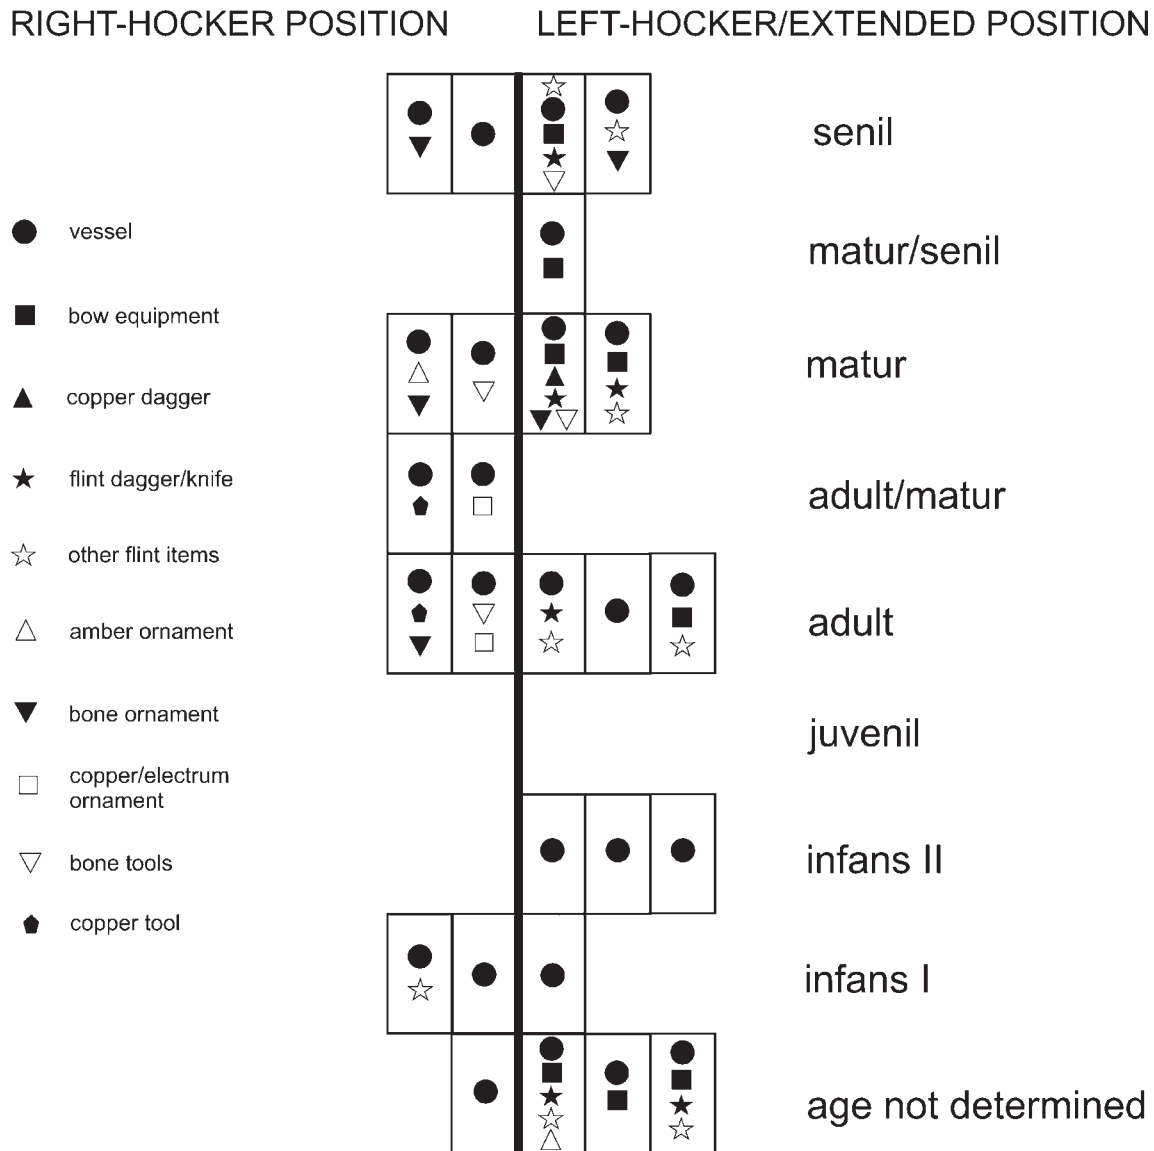 RIGHT-HOCKER POSITION
LEFT-HOCKER/EXTENDED POSITION
senil
vessel
matur/senil
bow equipment
matur
copper dagger
flint dagger/knife
adult/matur
other flint items
adult
amber ornament
bone ornament
juvenil
copper/electrum
ornament
bone tools
infans II
copper tool
infans I
age not determined